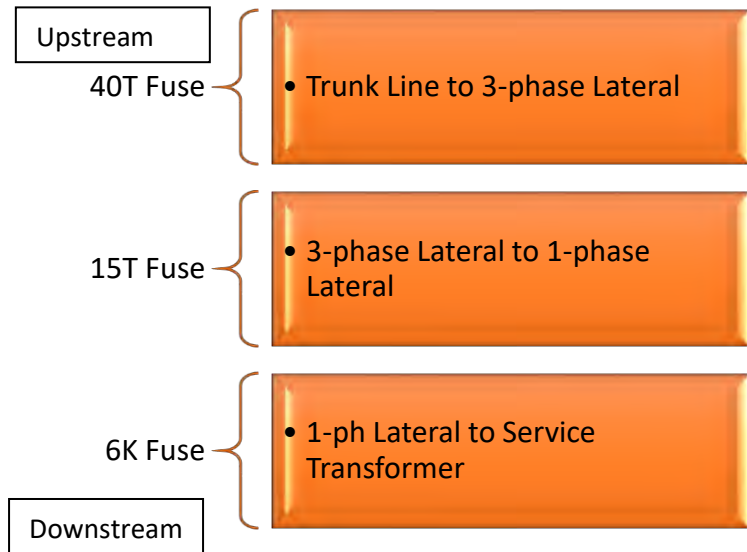 Upstream
40T Fuse
• Trunk Line to 3-phase Lateral
15T Fuse
• 3-phase Lateral to 1-phase
Lateral
6K Fuse
• 1-ph Lateral to Service
Transformer
Downstream